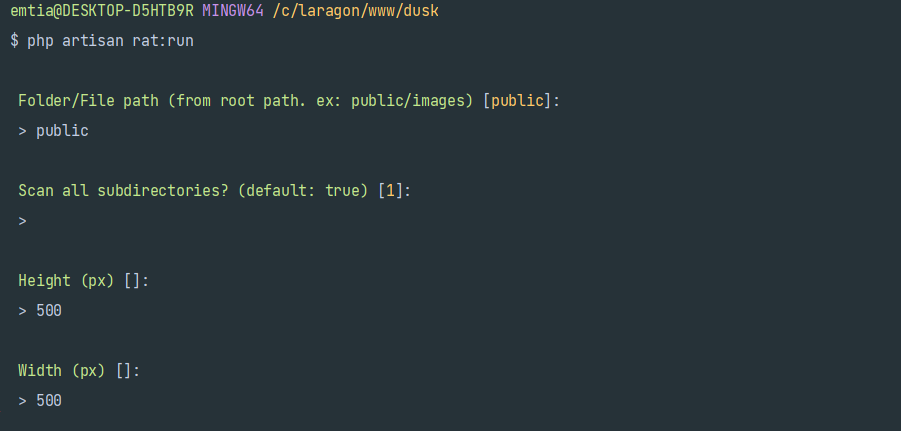 emtia@DESKTOP-D5HTB9R MINGW64 /c/laragon/www/dusk
$ php artisan rat:run
Folder/File path (from root path. ex: public/images) [public]:
> public
Scan all subdirectories? (default: true) [1]:
>
Height (px) []:
> 500
Width (px) []:
> 500